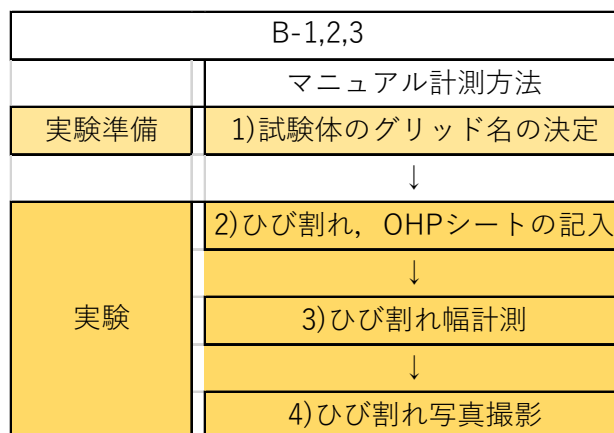 B-1,2,3
マニュアル計測方法
実験準備
1)試験体のグリッド名の決定
↓
2)ひび割れ，OHPシートの記入
↓
実験
3)ひび割れ幅計測
↓
4)ひび割れ写真撮影